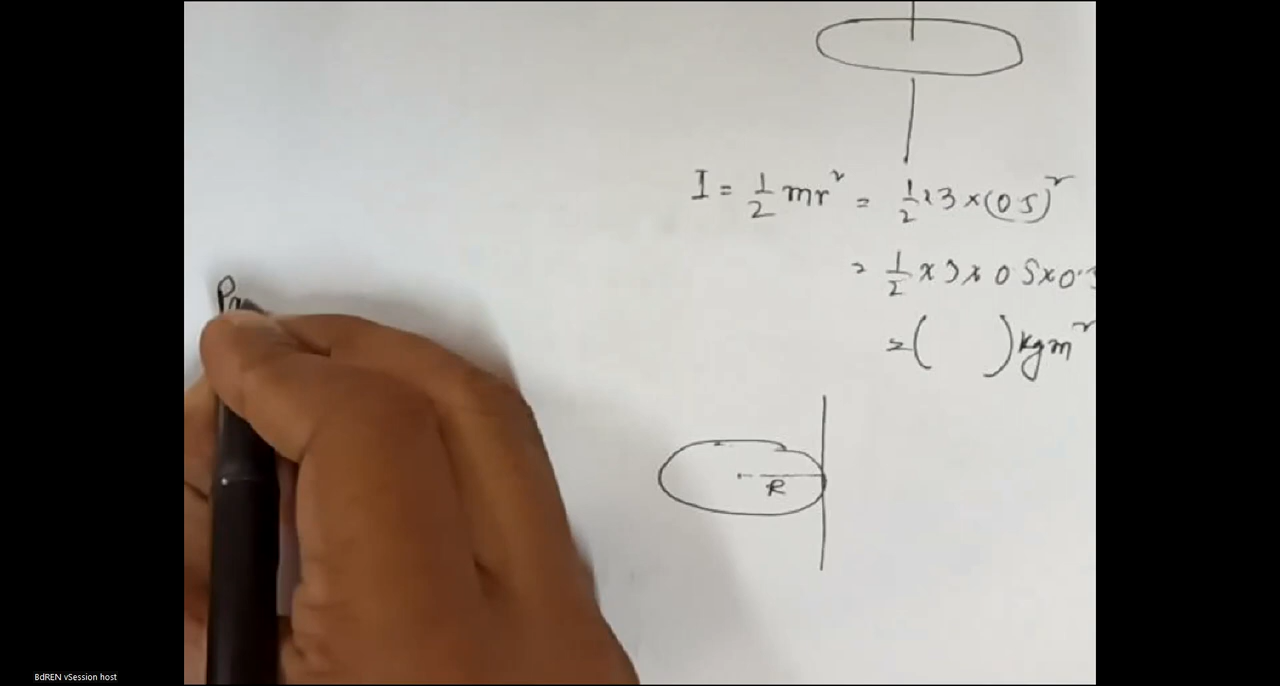 I = 1/2 mr² = 1/2 × 3 × (0.5)²
= 1/2 × 3 × 0.5 × 0.
= ( ) kgm²
R
Pa
BdREN vSession host